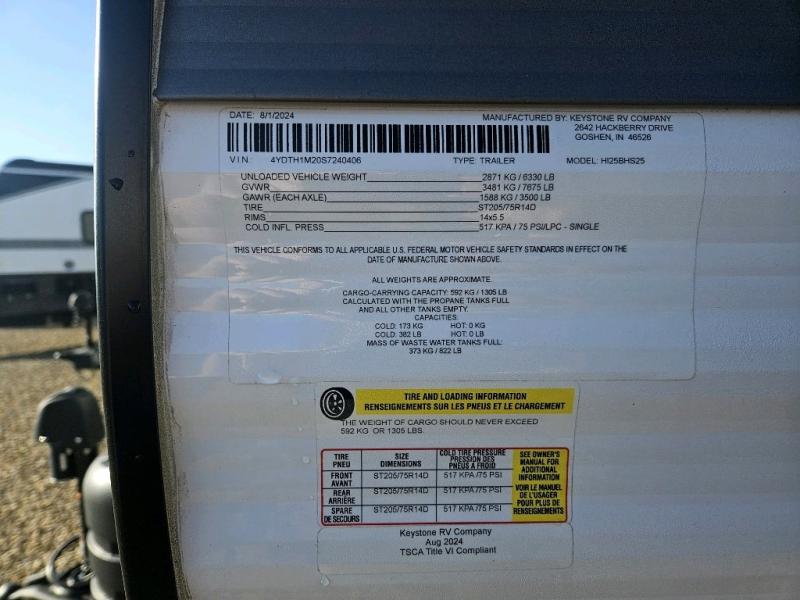 DATE: 8/1/2024 MANUFACTURED BY: KEYSTONE RV COMPANY
2642 HACKBERRY DRIVE
GOSHEN, IN 46526
VIN: 4YDTH1M20S7240406 TYPE: TRAILER MODEL: HI25BHS25
UNLOADED VEHICLE WEIGHT 2871 KG / 6330 LB
GVWR 3481 KG / 7675 LB
GAWR (EACH AXLE) 1588 KG / 3500 LB
TIRE ST205/75R14D
RIMS 14x5.5
COLD INFL. PRESS 517 KPA / 75 PSI/LPC - SINGLE
THIS VEHICLE CONFORMS TO ALL APPLICABLE U.S. FEDERAL MOTOR VEHICLE SAFETY STANDARDS IN EFFECT ON THE
DATE OF MANUFACTURE SHOWN ABOVE.
ALL WEIGHTS ARE APPROXIMATE.
CARGO-CARRYING CAPACITY: 592 KG / 1305 LB
CALCULATED WITH THE PROPANE TANKS FULL
AND ALL OTHER TANKS EMPTY.
CAPACITIES:
COLD: 173 KG HOT: 0 KG
COLD: 382 LB HOT: 0 LB
MASS OF WASTE WATER TANKS FULL:
373 KG / 822 LB
TIRE AND LOADING INFORMATION
RENSEIGNEMENTS SUR LES PNEUS ET LE CHARGEMENT
THE WEIGHT OF CARGO SHOULD NEVER EXCEED
592 KG OR 1305 LBS.
TIRE
PNEU
SIZE
DIMENSIONS
COLD TIRE PRESSURE
PRESSION DES
PNEUS A FROID
FRONT
AVANT
ST205/75R14D
517 KPA /75 PSI
REAR
ARRIÈRE
ST205/75R14D
517 KPA /75 PSI
SPARE
DE SECOURS
ST205/75R14D
517 KPA /75 PSI
SEE OWNER'S
MANUAL FOR
ADDITIONAL
INFORMATION
VOIR LE MANUEL
DE L'USAGER
POUR PLUS DE
RENSEIGNEMENTS
Keystone RV Company
Aug 2024
TSCA Title VI Compliant